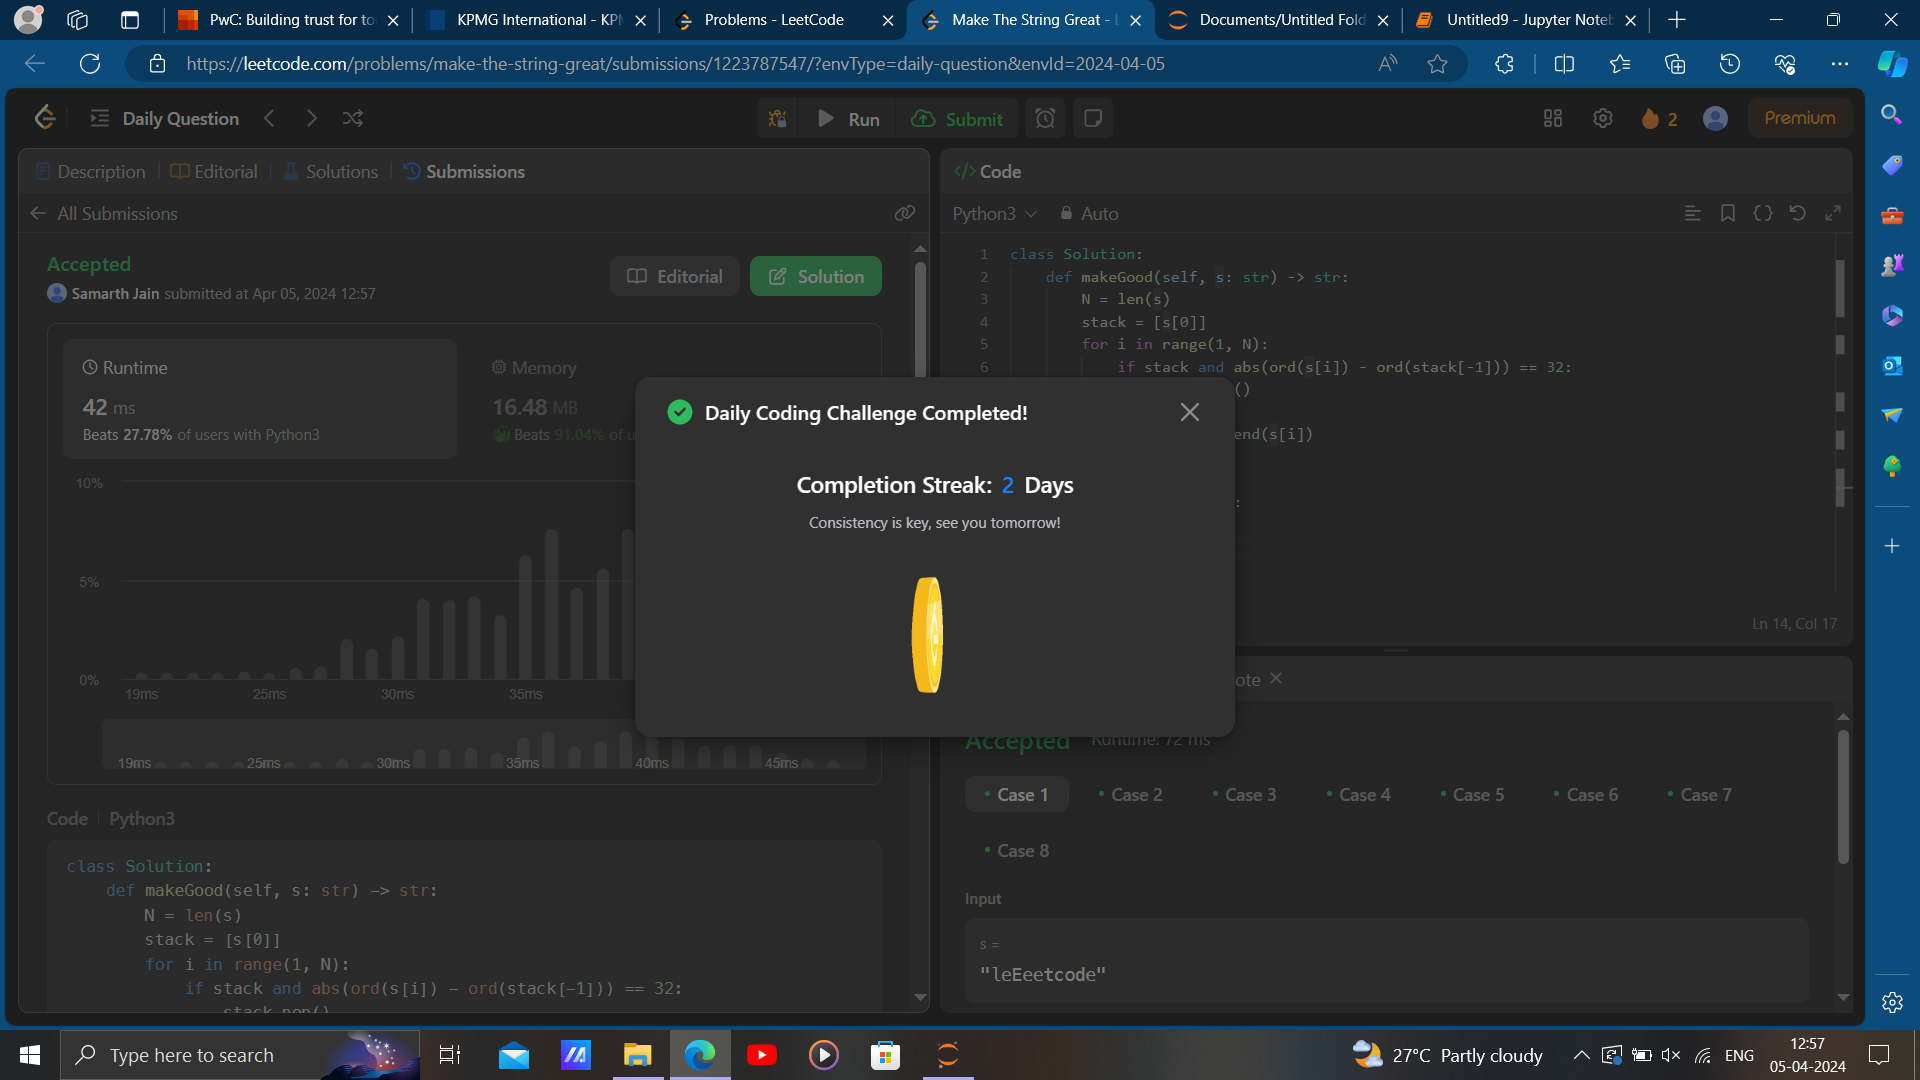 PwC: Building trust for to
KPMG International - KP
Problems - LeetCode
Make The String Great - L
Documents/Untitled Fold
Untitled9 - Jupyter Noteb
https://leetcode.com/problems/make-the-string-great/submissions/1223787547/?envType=daily-question&envId=2024-04-05
Daily Question
Run
Submit
2
Premium
Description
Editorial
Solutions
Submissions
All Submissions
Accepted
Samarth Jain submitted at Apr 05, 2024 12:57
Editorial
Solution
Runtime
42 ms
Beats 27.78% of users with Python3
Memory
16.48 MB
Beats 91.04% of u
10%
5%
0%
19ms 25ms 30ms 35ms
19ms 25ms 30ms 35ms 40ms 45ms
Code | Python3
class Solution:
def makeGood(self, s: str) -> str:
N = len(s)
stack = [s[0]]
for i in range(1, N):
if stack and abs(ord(s[i]) - ord(stack[-1])) == 32:
stack.pop()
</> Code
Python3
Auto
1 class Solution:
2 def makeGood(self, s: str) -> str:
3 N = len(s)
4 stack = [s[0]]
5 for i in range(1, N):
6 if stack and abs(ord(s[i]) - ord(stack[-1])) == 32:
()
end(s[i])
:
Ln 14, Col 17
Daily Coding Challenge Completed!
Completion Streak: 2 Days
Consistency is key, see you tomorrow!
ote
Accepted Runtime: 72 ms
Case 1
Case 2
Case 3
Case 4
Case 5
Case 6
Case 7
Case 8
Input
s =
"leEeetcode"
Type here to search
27°C Partly cloudy
ENG
12:57
05-04-2024